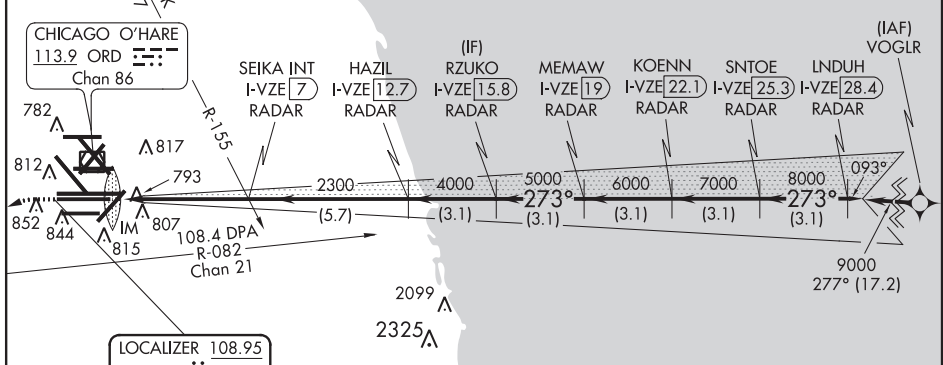 K
CHICAGO O'HARE
113.9 ORD
Chan 86
R-155
SEIKA INT
I-VZE 7
RADAR
HAZIL
I-VZE 12.7
RADAR
(IF)
RZUKO
I-VZE 15.8
RADAR
MEMAW
I-VZE 19
RADAR
KOENN
I-VZE 22.1
RADAR
SNTOE
I-VZE 25.3
RADAR
LNDUH
I-VZE 28.4
RADAR
(IAF)
VOGLR
782
817
812
793
2300
4000
5000
6000
7000
8000
093°
273°
273°
(5.7)
(3.1)
(3.1)
(3.1)
(3.1)
(3.1)
852
844
815
IM
807
108.4 DPA
R-082
Chan 21
9000
277° (17.2)
2099
2325
LOCALIZER 108.95